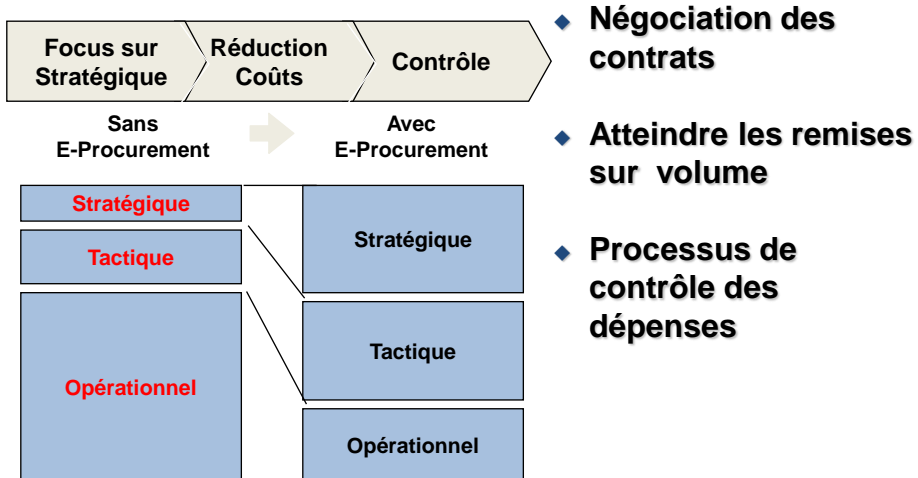 Focus sur
Stratégique
Réduction
Coûts
Contrôle
Sans
E-Procurement
Avec
E-Procurement
Stratégique
Tactique
Opérationnel
Stratégique
Tactique
Opérationnel
Négociation des
contrats
Atteindre les remises
sur volume
Processus de
contrôle des
dépenses